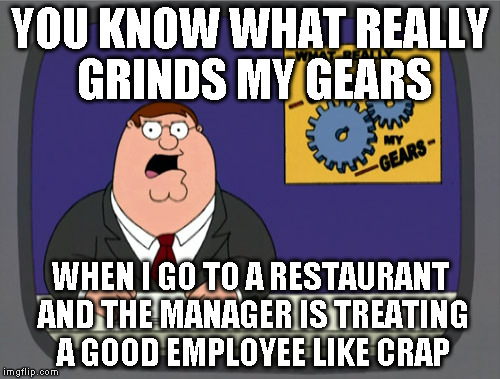 YOU KNOW WHAT REALLY
GRINDS MY GEARS
WHAT REALLY
MY
GEARS
WHEN I GO TO A RESTAURANT
AND THE MANAGER IS TREATING
A GOOD EMPLOYEE LIKE CRAP
imgflip.com